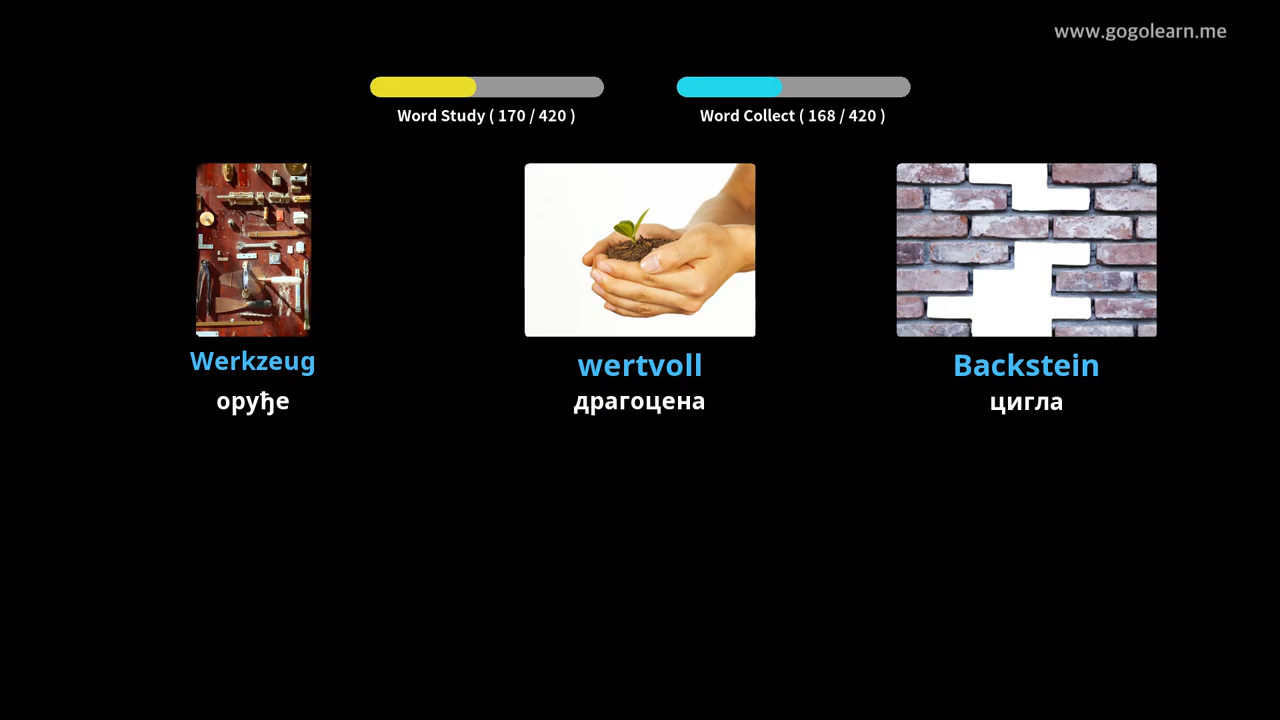 www.gogolearn.me
Word Study ( 170 / 420 )
Word Collect ( 168 / 420 )
Werkzeug
оруђе
wertvoll
драгоцена
Backstein
цигла